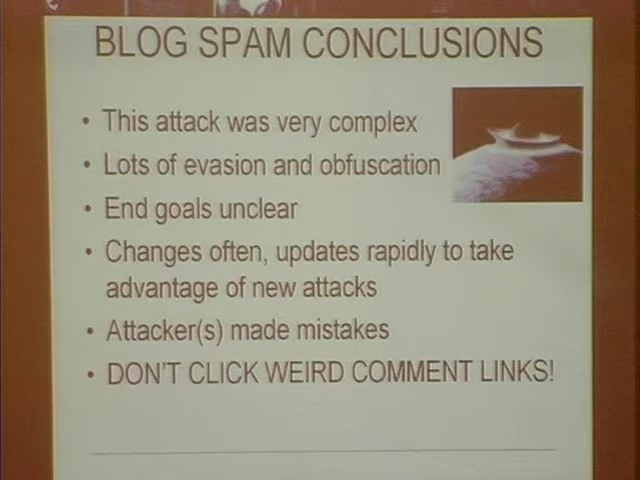 BLOG SPAM CONCLUSIONS
• This attack was very complex
• Lots of evasion and obfuscation
• End goals unclear
• Changes often, updates rapidly to take
advantage of new attacks
• Attacker(s) made mistakes
• DON'T CLICK WEIRD COMMENT LINKS!